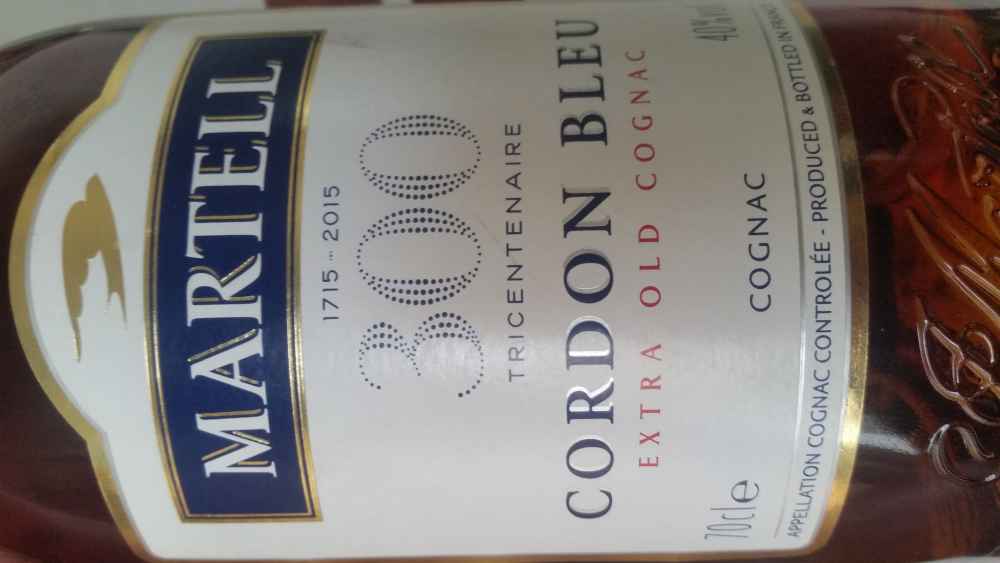 MARTELL
1715 - 2015
300
TRICENTENAIRE
CORDON BLEU
EXTRA OLD COGNAC
COGNAC
70cle 40%vol
APPELLATION COGNAC CONTROLÉE - PRODUCED & BOTTLED IN FRANCE